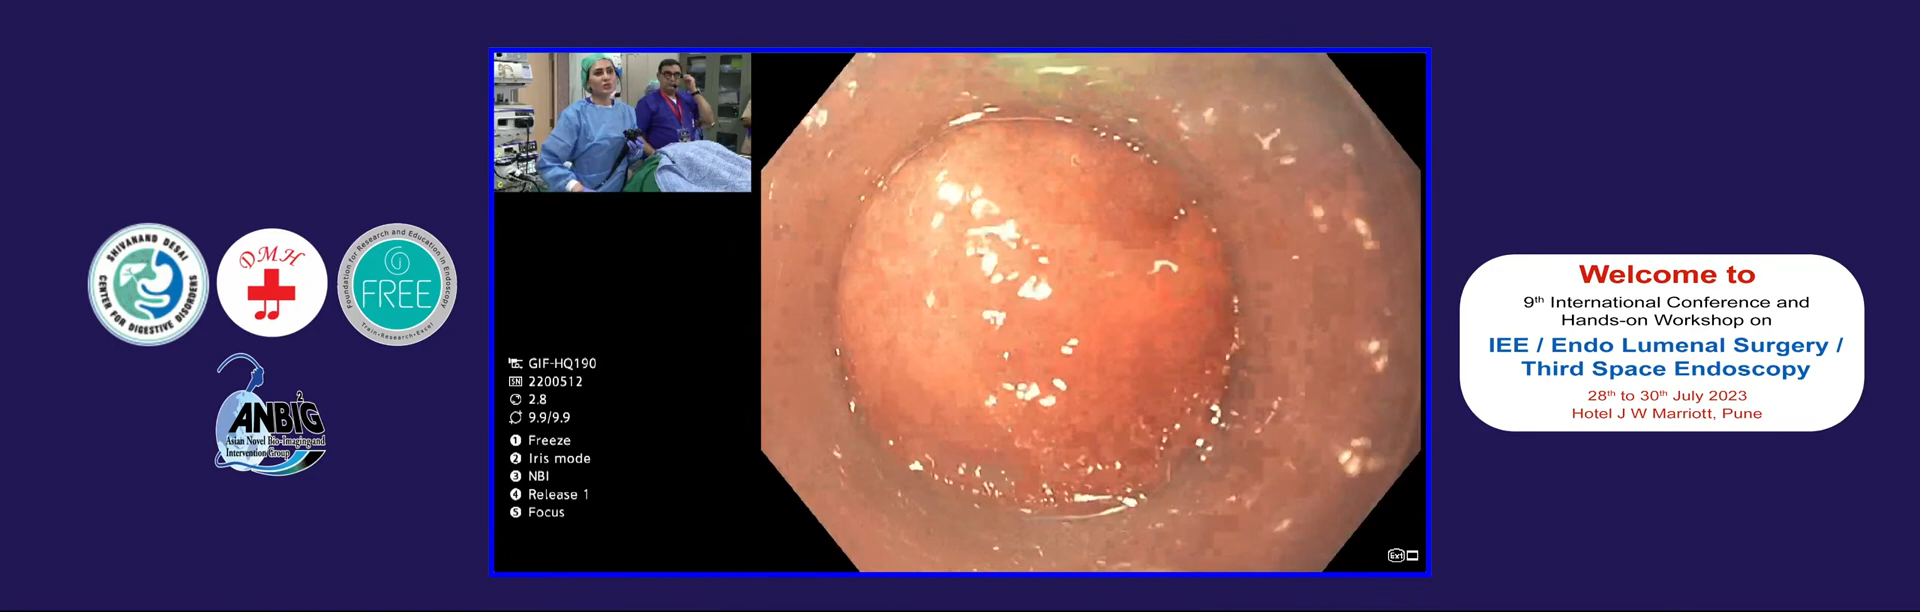 SHIVANAND DESAI
CENTER FOR DIGESTIVE DISORDERS
DMH
Foundation for Research and Education in Endoscopy
FREE
Train•Research•Excel
ANBIG
2
Asian Novel Bio-Imaging and
Intervention Group
GIF-HQ190
SN 2200512
2.8
9.9/9.9
1 Freeze
2 Iris mode
3 NBI
4 Release 1
5 Focus
Ext
Welcome to
9th International Conference and
Hands-on Workshop on
IEE / Endo Lumenal Surgery /
Third Space Endoscopy
28th to 30th July 2023
Hotel J W Marriott, Pune